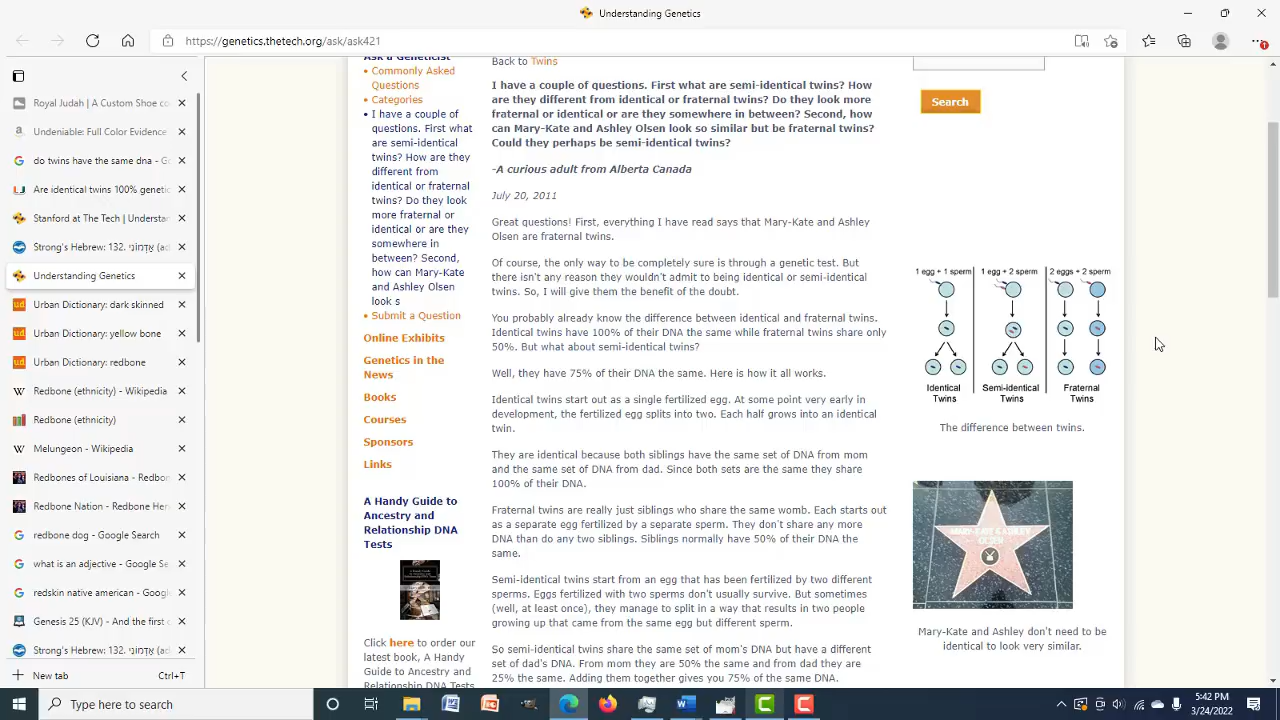 Understanding Genetics
https://genetics.thetech.org/ask/ask421
Royal Judah | A Custom Shoe co
Undeniable: Full Color Evidence
do twins have the same dna - Go
Are identical twins 100% genetic
Stanford at The Tech | Understa
Strong's Hebrew: 132. אַדְמֹנִי (ad
Understanding Genetics
Urban Dictionary: dark skinned
Urban Dictionary: yellow bone
Urban Dictionary: redbone
Redbone (ethnicity) - Wikipedia
Redbone (ethnicity)
Melungeon - Wikipedia
Redbones of Louisiana - Redbon
Redbone Nation - Redbone Her
redbone dog - Google Search
what is an adjective - Google Se
reddish native american - Googl
Genesis 25 (KJV) - And the first c
Strong's Hebrew: 132. אַדְמֹנִי (ad
New tab
Ctrl+T
Ask a Geneticist
• Commonly Asked
Questions
• Categories
• I have a couple of
questions. First what
are semi-identical
twins? How are they
different from
identical or fraternal
twins? Do they look
more fraternal or
identical or are they
somewhere in
between? Second,
how can Mary-Kate
and Ashley Olsen
look s
• Submit a Question
Online Exhibits
Genetics in the
News
Books
Courses
Sponsors
Links
A Handy Guide to
Ancestry and
Relationship DNA
Tests
Click here to order our
latest book, A Handy
Guide to Ancestry and
Relationship DNA Tests
Back to Twins
I have a couple of questions. First what are semi-identical twins? How
are they different from identical or fraternal twins? Do they look more
fraternal or identical or are they somewhere in between? Second, how
can Mary-Kate and Ashley Olsen look so similar but be fraternal twins?
Could they perhaps be semi-identical twins?
-A curious adult from Alberta Canada
July 20, 2011
Great questions! First, everything I have read says that Mary-Kate and Ashley
Olsen are fraternal twins.
Of course, the only way to be completely sure is through a genetic test. But
there isn't any reason they wouldn't admit to being identical or semi-identical
twins. So, I will give them the benefit of the doubt.
You probably already know the difference between identical and fraternal twins.
Identical twins have 100% of their DNA the same while fraternal twins share only
50%. But what about semi-identical twins?
Well, they have 75% of their DNA the same. Here is how it all works.
Identical twins start out as a single fertilized egg. At some point very early in
development, the fertilized egg splits into two. Each half grows into an identical
twin.
They are identical because both siblings have the same set of DNA from mom
and the same set of DNA from dad. Since both sets are the same they share
100% of their DNA.
Fraternal twins are really just siblings who share the same womb. Each starts out
as a separate egg fertilized by a separate sperm. They don't share any more
DNA than do any two siblings. Siblings normally have 50% of their DNA the
same.
Semi-identical twins start from an egg that has been fertilized by two different
sperms. Eggs fertilized with two sperms don't usually survive. But sometimes
(well, at least once), they manage to split in a way that results in two people
growing up that came from the same egg but different sperm.
So semi-identical twins share the same set of mom's DNA but have a different
set of dad's DNA. From mom they are 50% the same and from dad they are
25% the same. Adding them together gives you 75% of the same DNA.
Search
1 egg + 1 sperm
1 egg + 2 sperm
2 eggs + 2 sperm
Identical
Twins
Semi-Identical
Twins
Fraternal
Twins
The difference between twins.
MARY-KATE & ASHLEY
OLSEN
Mary-Kate and Ashley don't need to be
identical to look very similar.
Type here to search
5:42 PM
3/24/2022